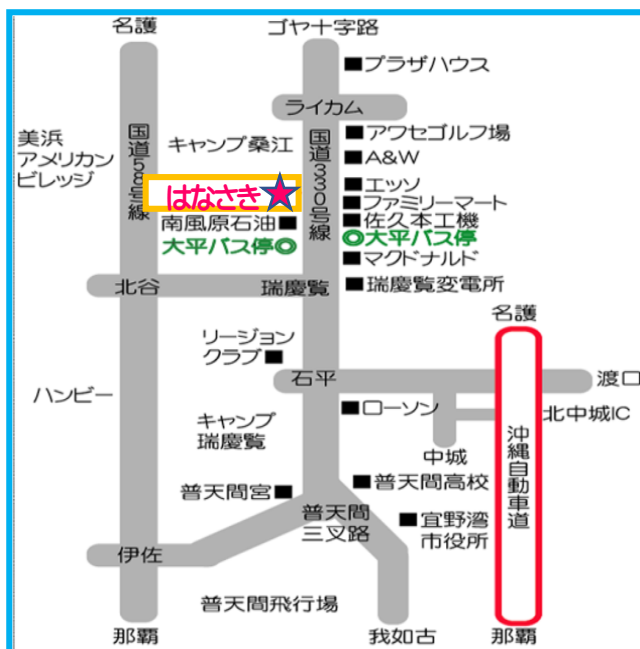 名護
ゴヤ十字路
プラザハウス
ライカム
国道58号線
国道330号線
美浜
アメリカン
ビレッジ
キャンプ桑江
アワセゴルフ場
A&W
はなさき
エッソ
ファミリーマート
南風原石油
佐久本工機
大平バス停
大平バス停
マクドナルド
北谷
瑞慶覧
瑞慶覧変電所
名護
リージョン
クラブ
石平
渡口
ハンビー
ローソン
北中城IC
キャンプ
瑞慶覧
中城
沖縄自動車道
普天間宮
普天間高校
普天間
三叉路
宜野湾
市役所
伊佐
普天間飛行場
那覇
我如古
那覇